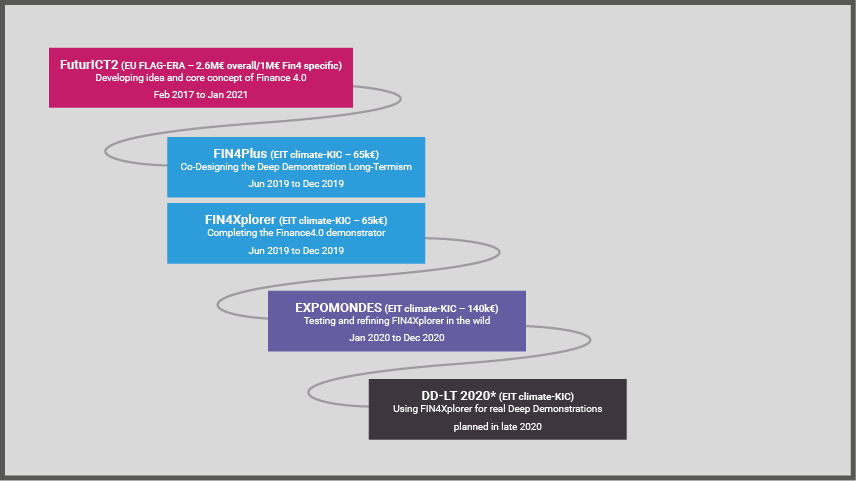 FuturICT2 (EU FLAG-ERA – 2.6M€ overall/1M€ Fin4 specific)
Developing idea and core concept of Finance 4.0
Feb 2017 to Jan 2021
FIN4Plus (EIT climate-KIC – 65k€)
Co-Designing the Deep Demonstration Long-Termism
Jun 2019 to Dec 2019
FIN4Xplorer (EIT climate-KIC – 65k€)
Completing the Finance4.0 demonstrator
Jun 2019 to Dec 2019
EXPOMONDES (EIT climate-KIC – 140k€)
Testing and refining FIN4Xplorer in the wild
Jan 2020 to Dec 2020
DD-LT 2020* (EIT climate-KIC)
Using FIN4Xplorer for real Deep Demonstrations
planned in late 2020